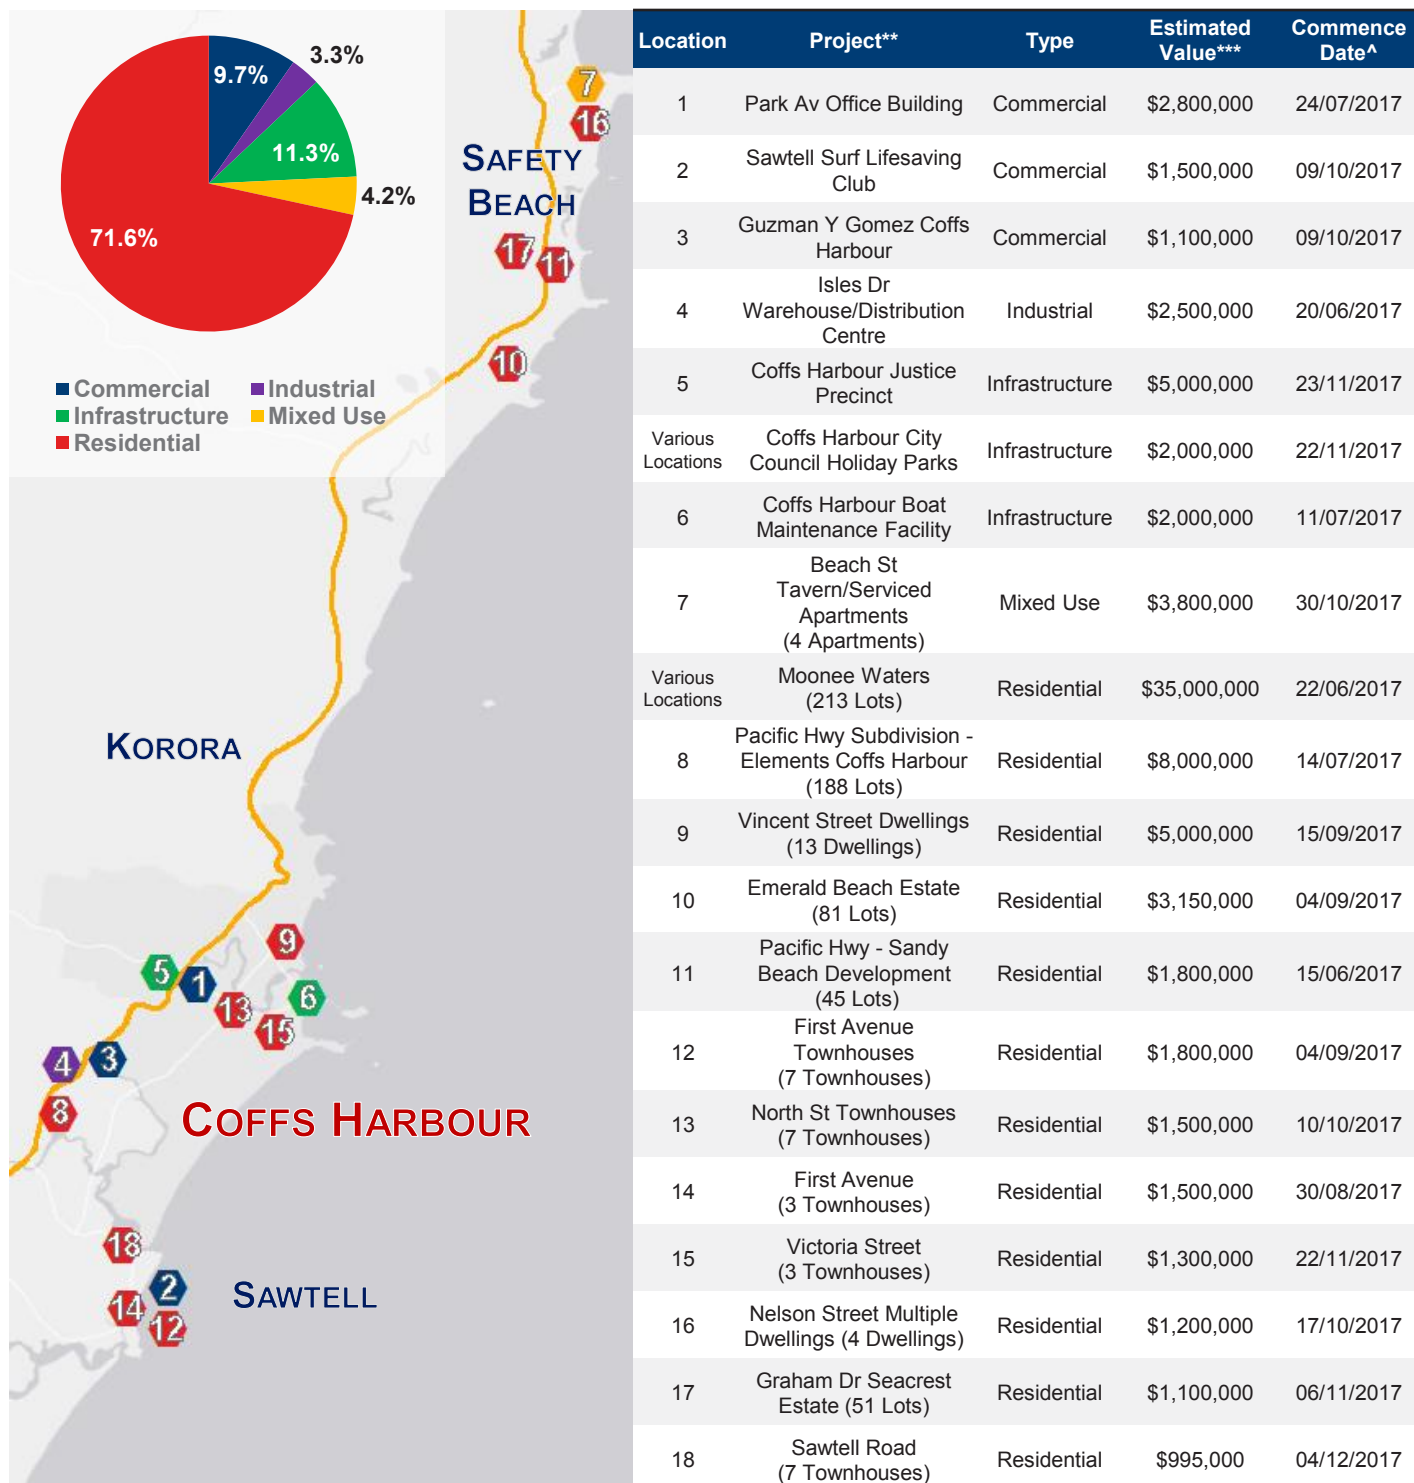 9.7%
3.3%
11.3%
4.2%
71.6%
Commercial
Industrial
Infrastructure
Mixed Use
Residential
7
16
SAFETY
BEACH
17
11
10
KORORA
9
5
1
6
13
15
4
3
8
COFFS HARBOUR
18
2
SAWTELL
14
12
Location Project** Type Estimated Value*** Commence Date^
1 Park Av Office Building Commercial $2,800,000 24/07/2017
2 Sawtell Surf Lifesaving Club Commercial $1,500,000 09/10/2017
3 Guzman Y Gomez Coffs Harbour Commercial $1,100,000 09/10/2017
4 Isles Dr Warehouse/Distribution Centre Industrial $2,500,000 20/06/2017
5 Coffs Harbour Justice Precinct Infrastructure $5,000,000 23/11/2017
Various Locations Coffs Harbour City Council Holiday Parks Infrastructure $2,000,000 22/11/2017
6 Coffs Harbour Boat Maintenance Facility Infrastructure $2,000,000 11/07/2017
7 Beach St Tavern/Serviced Apartments (4 Apartments) Mixed Use $3,800,000 30/10/2017
Various Locations Moonee Waters (213 Lots) Residential $35,000,000 22/06/2017
8 Pacific Hwy Subdivision - Elements Coffs Harbour (188 Lots) Residential $8,000,000 14/07/2017
9 Vincent Street Dwellings (13 Dwellings) Residential $5,000,000 15/09/2017
10 Emerald Beach Estate (81 Lots) Residential $3,150,000 04/09/2017
11 Pacific Hwy - Sandy Beach Development (45 Lots) Residential $1,800,000 15/06/2017
12 First Avenue Townhouses (7 Townhouses) Residential $1,800,000 04/09/2017
13 North St Townhouses (7 Townhouses) Residential $1,500,000 10/10/2017
14 First Avenue (3 Townhouses) Residential $1,500,000 30/08/2017
15 Victoria Street (3 Townhouses) Residential $1,300,000 22/11/2017
16 Nelson Street Multiple Dwellings (4 Dwellings) Residential $1,200,000 17/10/2017
17 Graham Dr Seacrest Estate (51 Lots) Residential $1,100,000 06/11/2017
18 Sawtell Road (7 Townhouses) Residential $995,000 04/12/2017